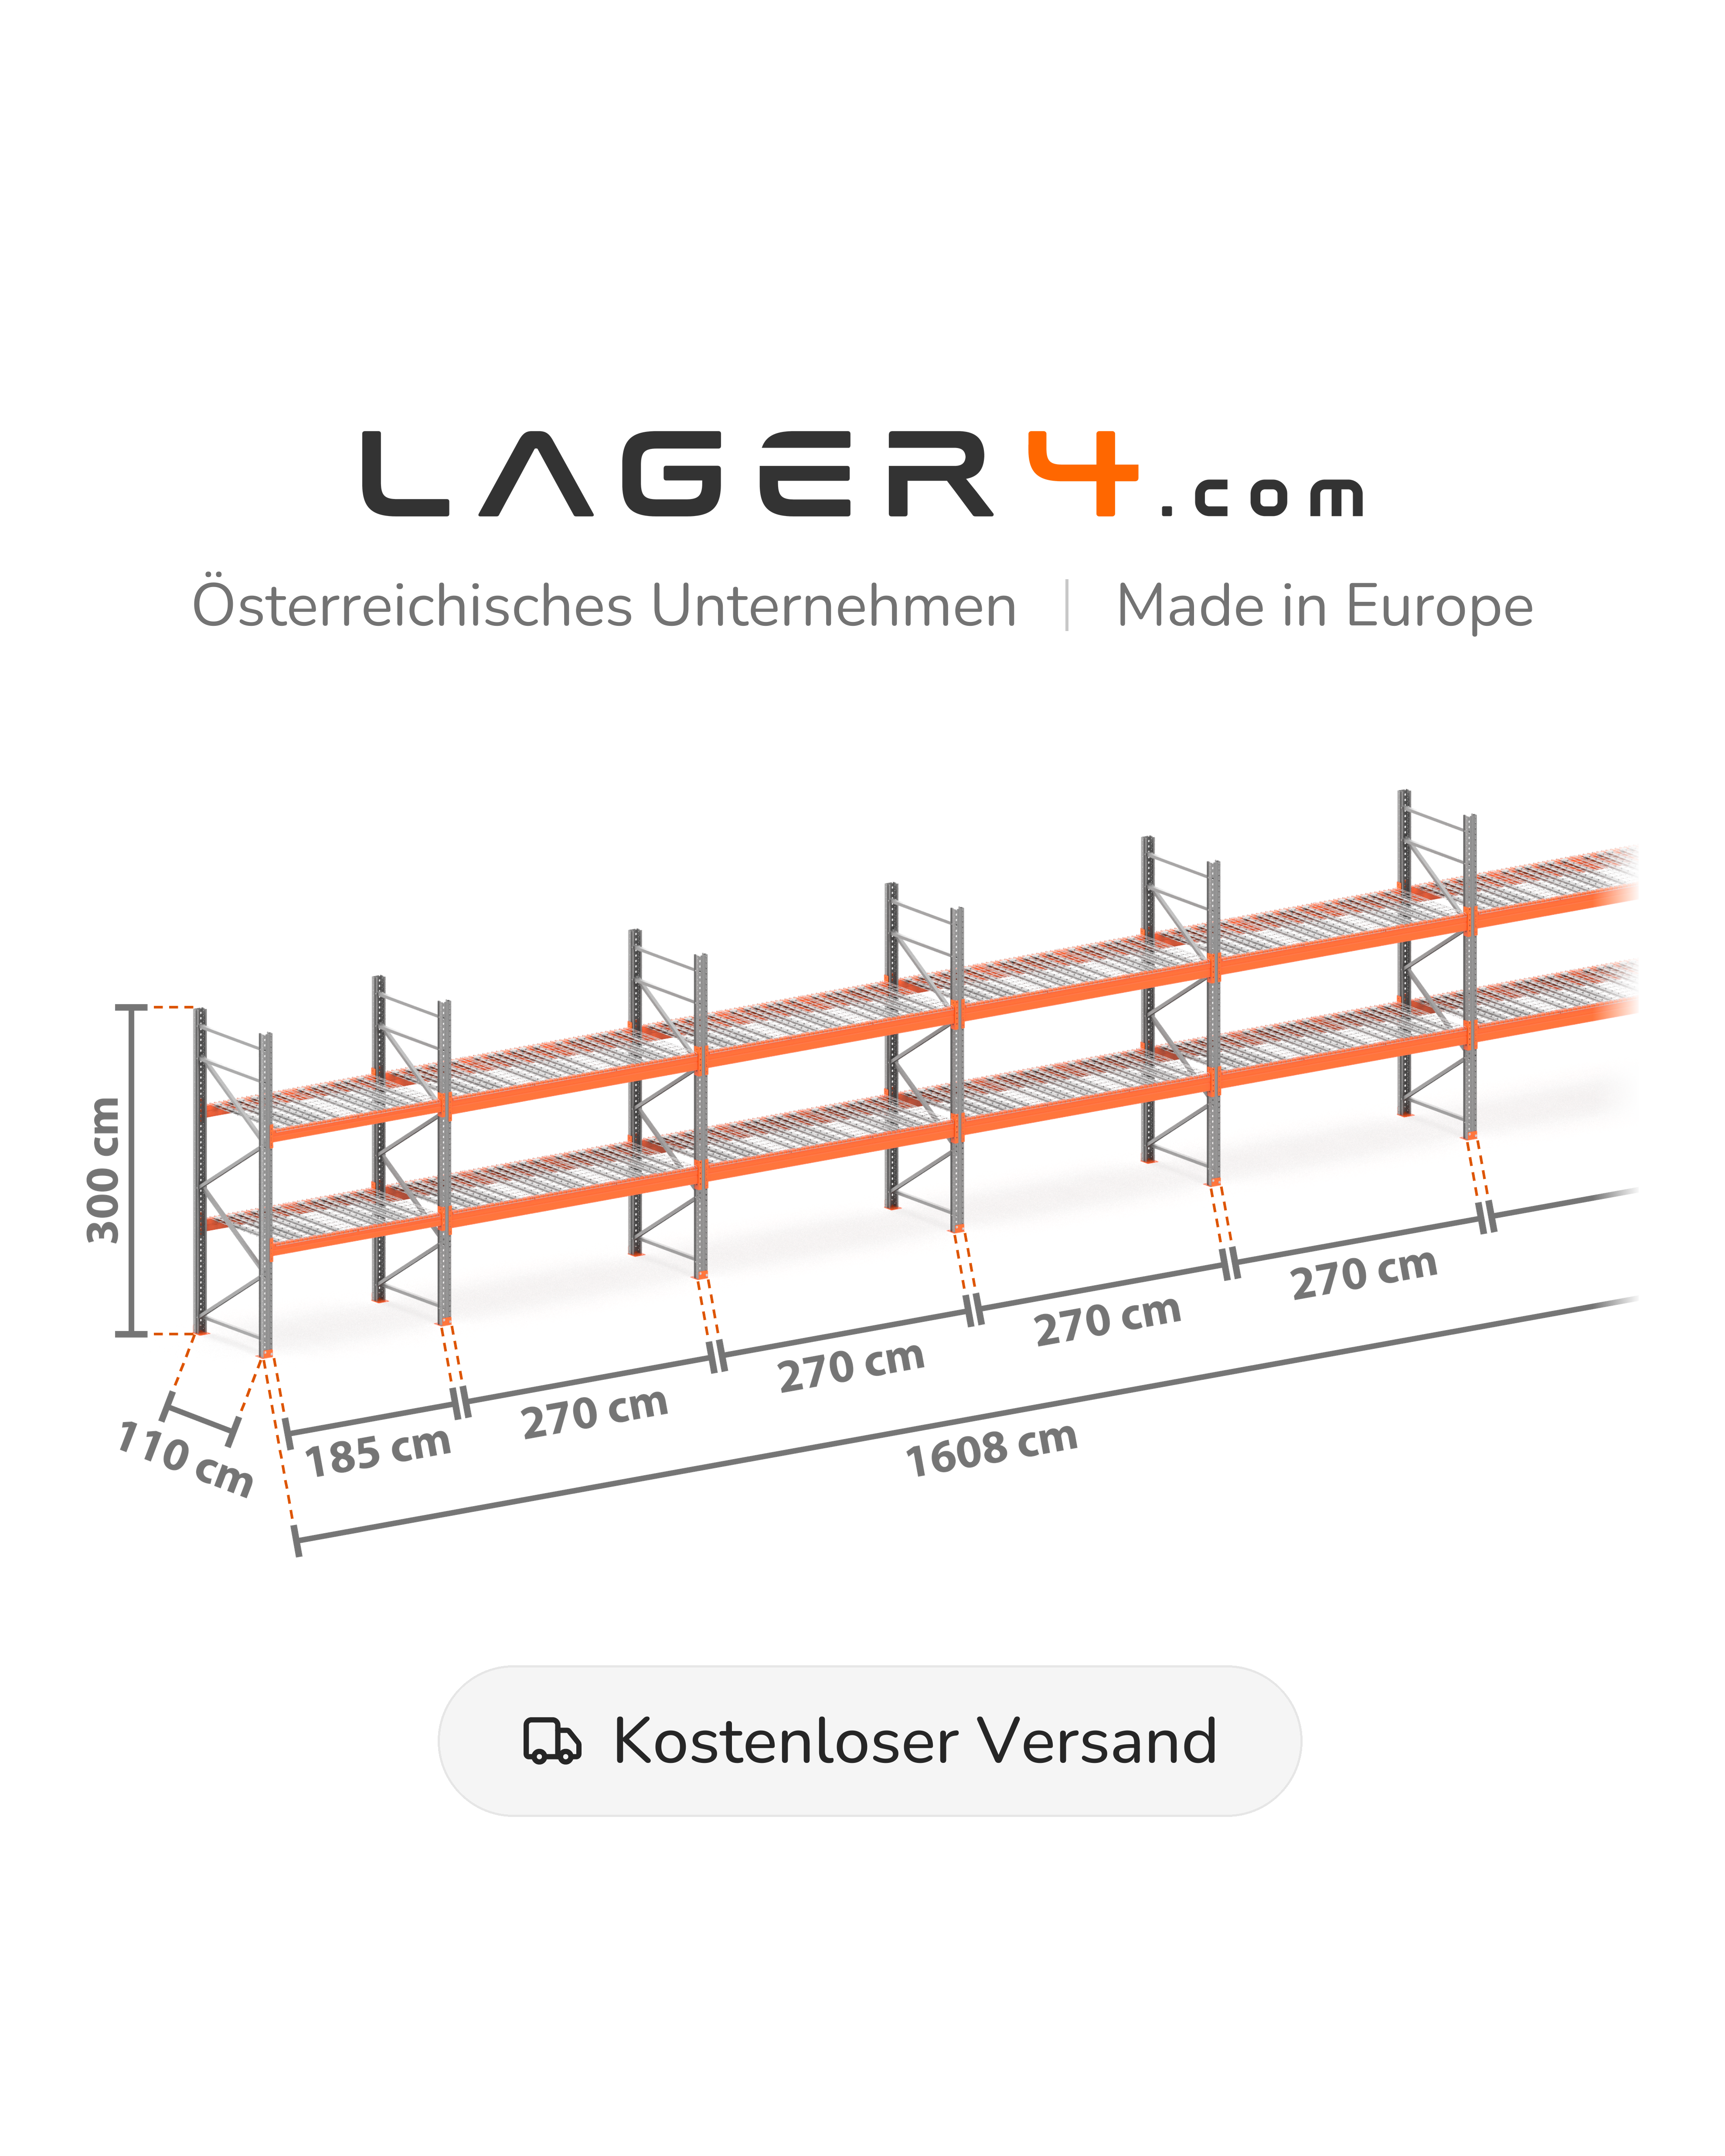 LAGER4.com
Österreichisches Unternehmen | Made in Europe
300 cm
110 cm
185 cm
270 cm
270 cm
270 cm
270 cm
1608 cm
Kostenloser Versand